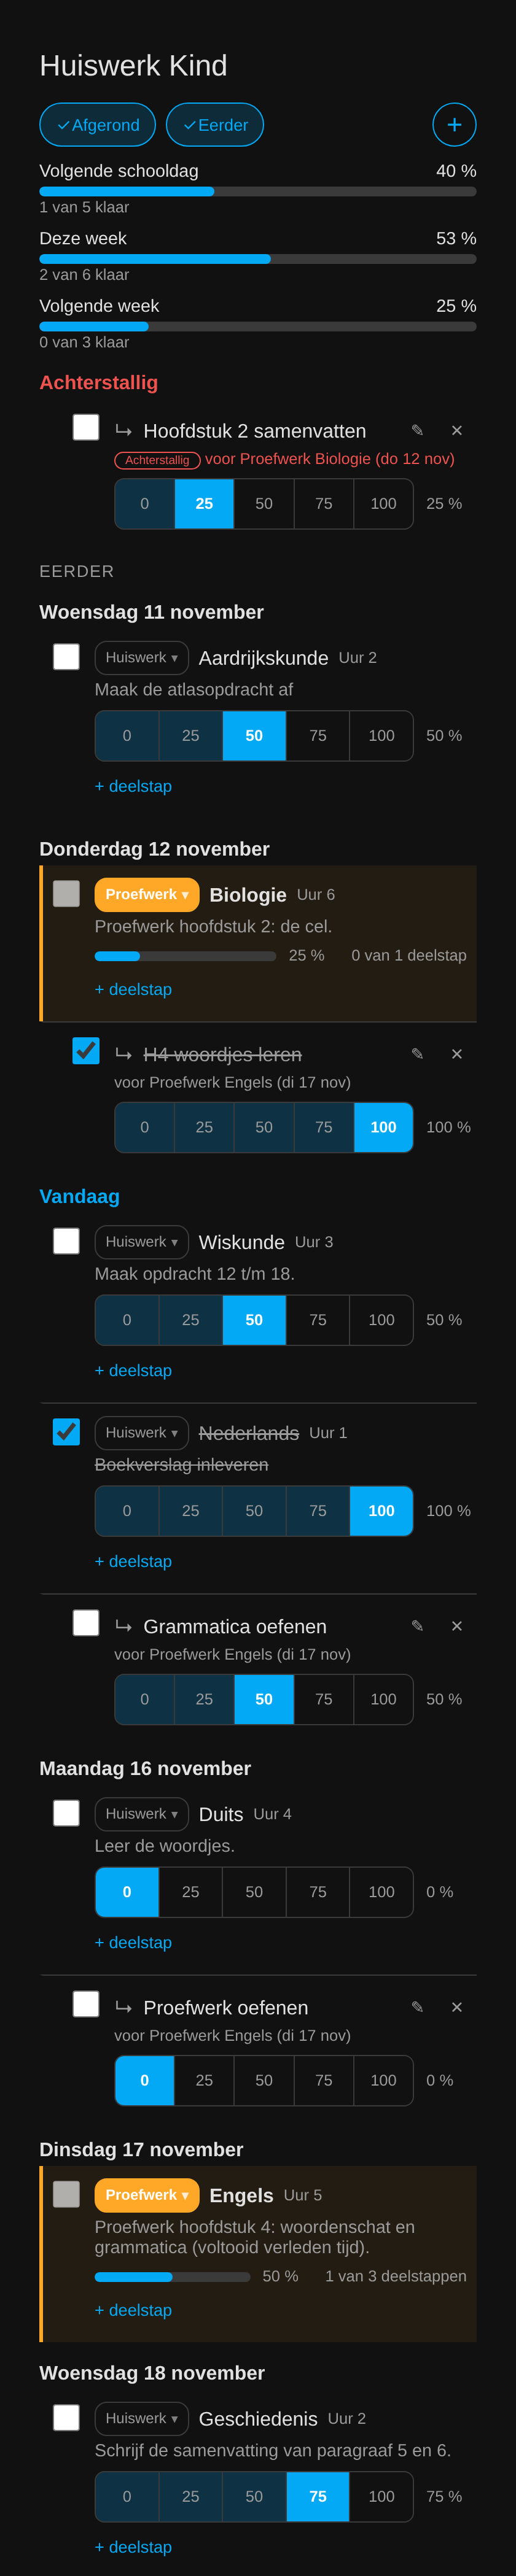 Huiswerk Kind
✓Afgerond ✓Eerder +
Volgende schooldag 40 %
1 van 5 klaar
Deze week 53 %
2 van 6 klaar
Volgende week 25 %
0 van 3 klaar
Achterstallig
↳ Hoofdstuk 2 samenvatten ✎ ✕
Achterstallig voor Proefwerk Biologie (do 12 nov)
0 25 50 75 100 25 %
EERDER
Woensdag 11 november
Huiswerk ▾ Aardrijkskunde Uur 2
Maak de atlasopdracht af
0 25 50 75 100 50 %
+ deelstap
Donderdag 12 november
Proefwerk ▾ Biologie Uur 6
Proefwerk hoofdstuk 2: de cel.
25 % 0 van 1 deelstap
+ deelstap
↳ H4 woordjes leren ✎ ✕
voor Proefwerk Engels (di 17 nov)
0 25 50 75 100 100 %
Vandaag
Huiswerk ▾ Wiskunde Uur 3
Maak opdracht 12 t/m 18.
0 25 50 75 100 50 %
+ deelstap
Huiswerk ▾ Nederlands Uur 1
Boekverslag inleveren
0 25 50 75 100 100 %
+ deelstap
↳ Grammatica oefenen ✎ ✕
voor Proefwerk Engels (di 17 nov)
0 25 50 75 100 50 %
Maandag 16 november
Huiswerk ▾ Duits Uur 4
Leer de woordjes.
0 25 50 75 100 0 %
+ deelstap
↳ Proefwerk oefenen ✎ ✕
voor Proefwerk Engels (di 17 nov)
0 25 50 75 100 0 %
Dinsdag 17 november
Proefwerk ▾ Engels Uur 5
Proefwerk hoofdstuk 4: woordenschat en
grammatica (voltooid verleden tijd).
50 % 1 van 3 deelstappen
+ deelstap
Woensdag 18 november
Huiswerk ▾ Geschiedenis Uur 2
Schrijf de samenvatting van paragraaf 5 en 6.
0 25 50 75 100 75 %
+ deelstap